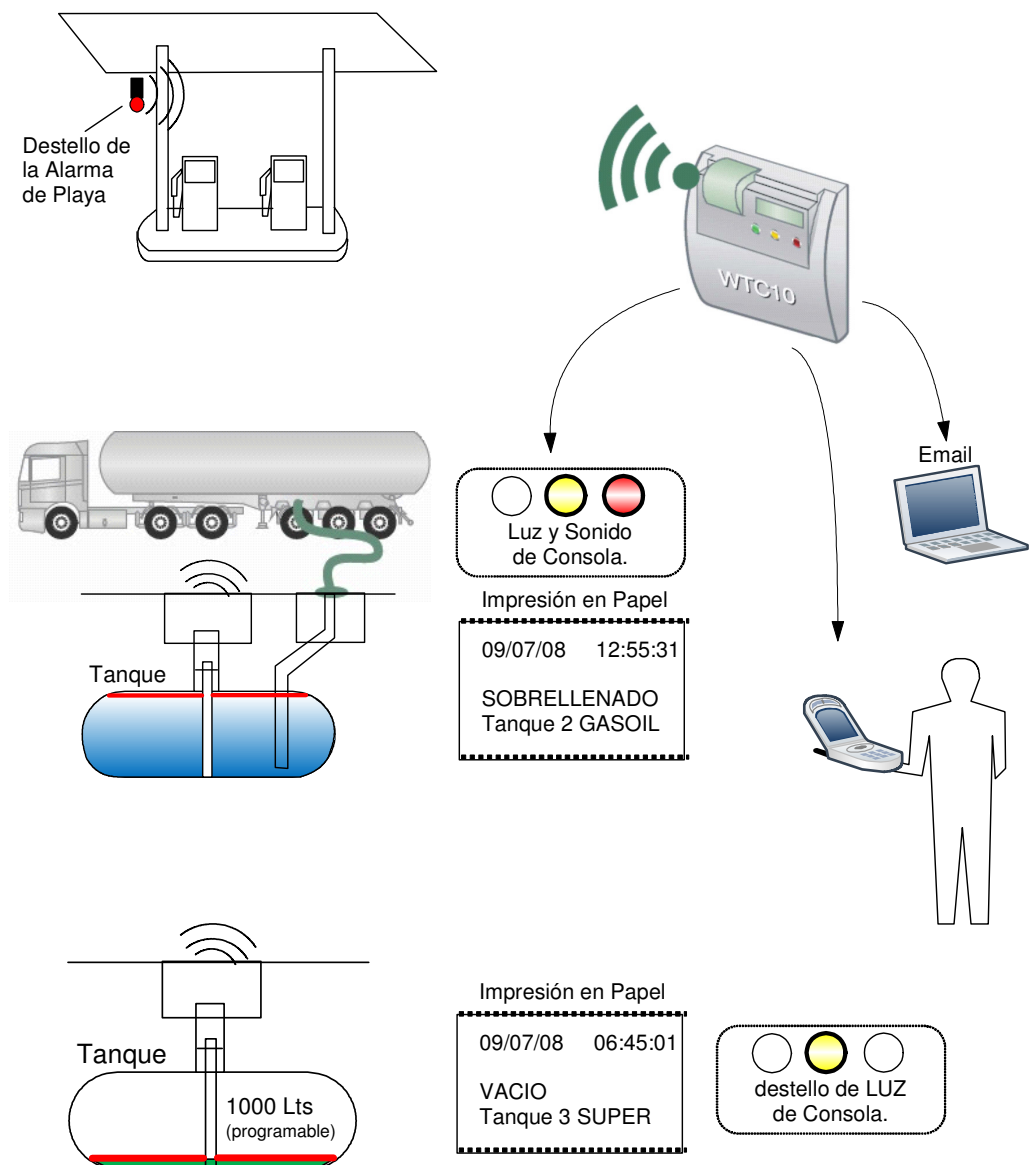 Destello de
la Alarma
de Playa
WTC10
Email
Luz y Sonido
de Consola.
Impresión en Papel
09/07/08 12:55:31
SOBRELLENADO
Tanque 2 GASOIL
Tanque
Impresión en Papel
09/07/08 06:45:01
VACIO
Tanque 3 SUPER
destello de LUZ
de Consola.
Tanque
1000 Lts
(programable)